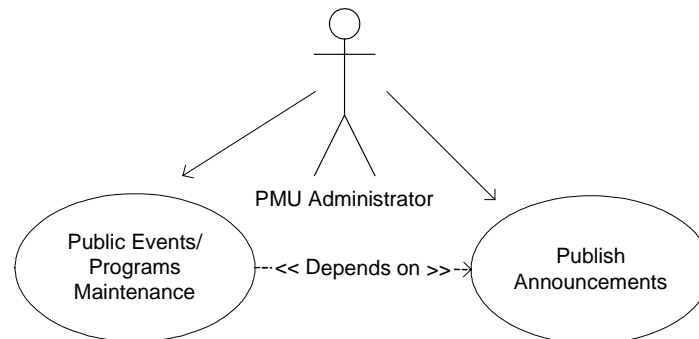 PMU Administrator
Public Events/
Programs
Maintenance
<< Depends on >>
Publish
Announcements